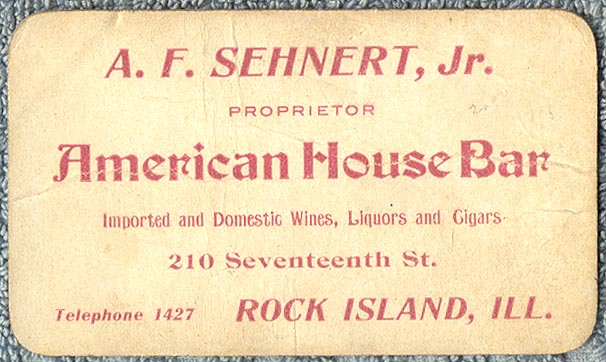 A. F. SEHNERT, Jr.
PROPRIETOR
American House Bar
Imported and Domestic Wines, Liquors and Cigars
210 Seventeenth St.
Telephone 1427 ROCK ISLAND, ILL.